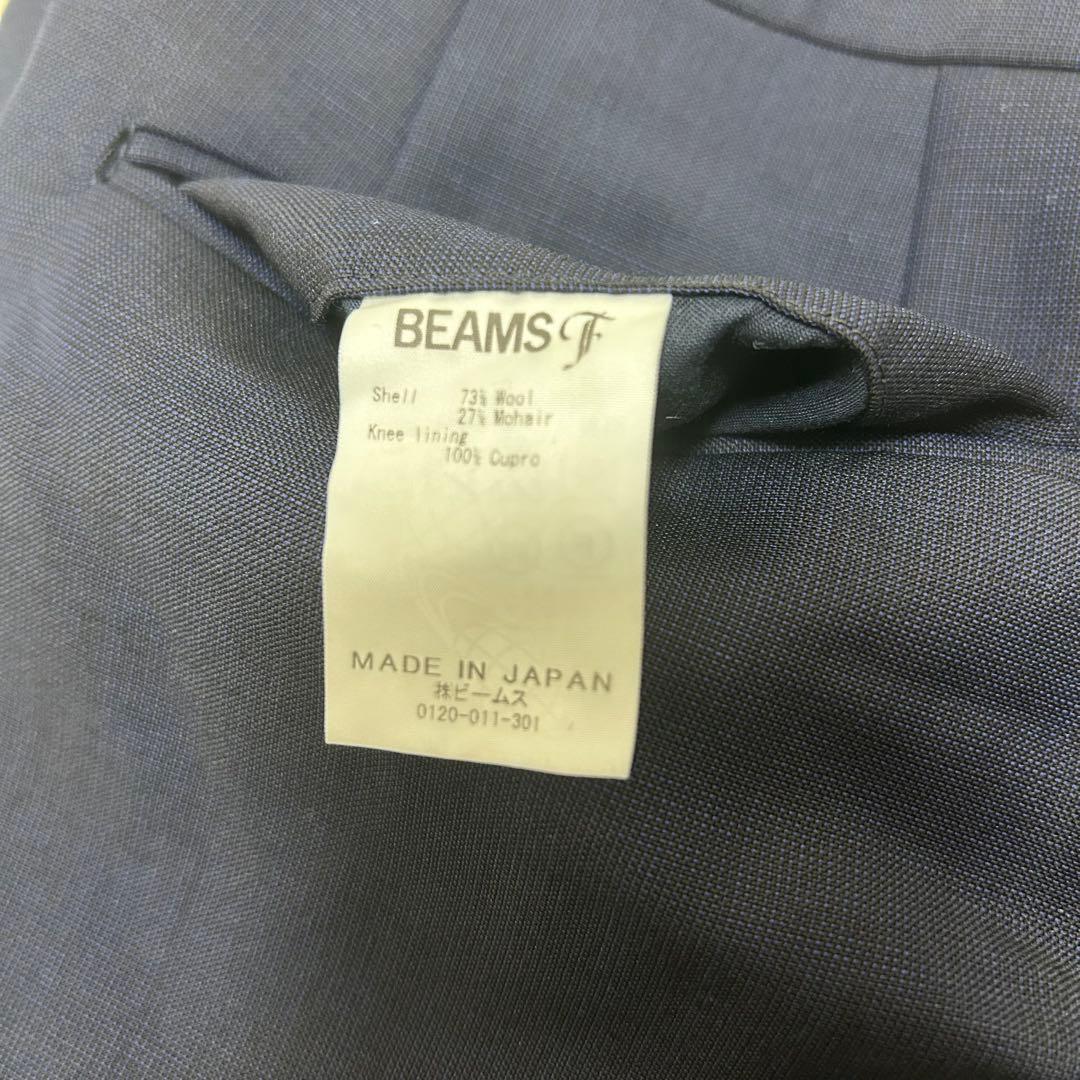 BEAMS F
Shell 73% Wool
27% Mohair
Knee lining
100% Cupro
MADE IN JAPAN
㈱ビームス
0120-011-301